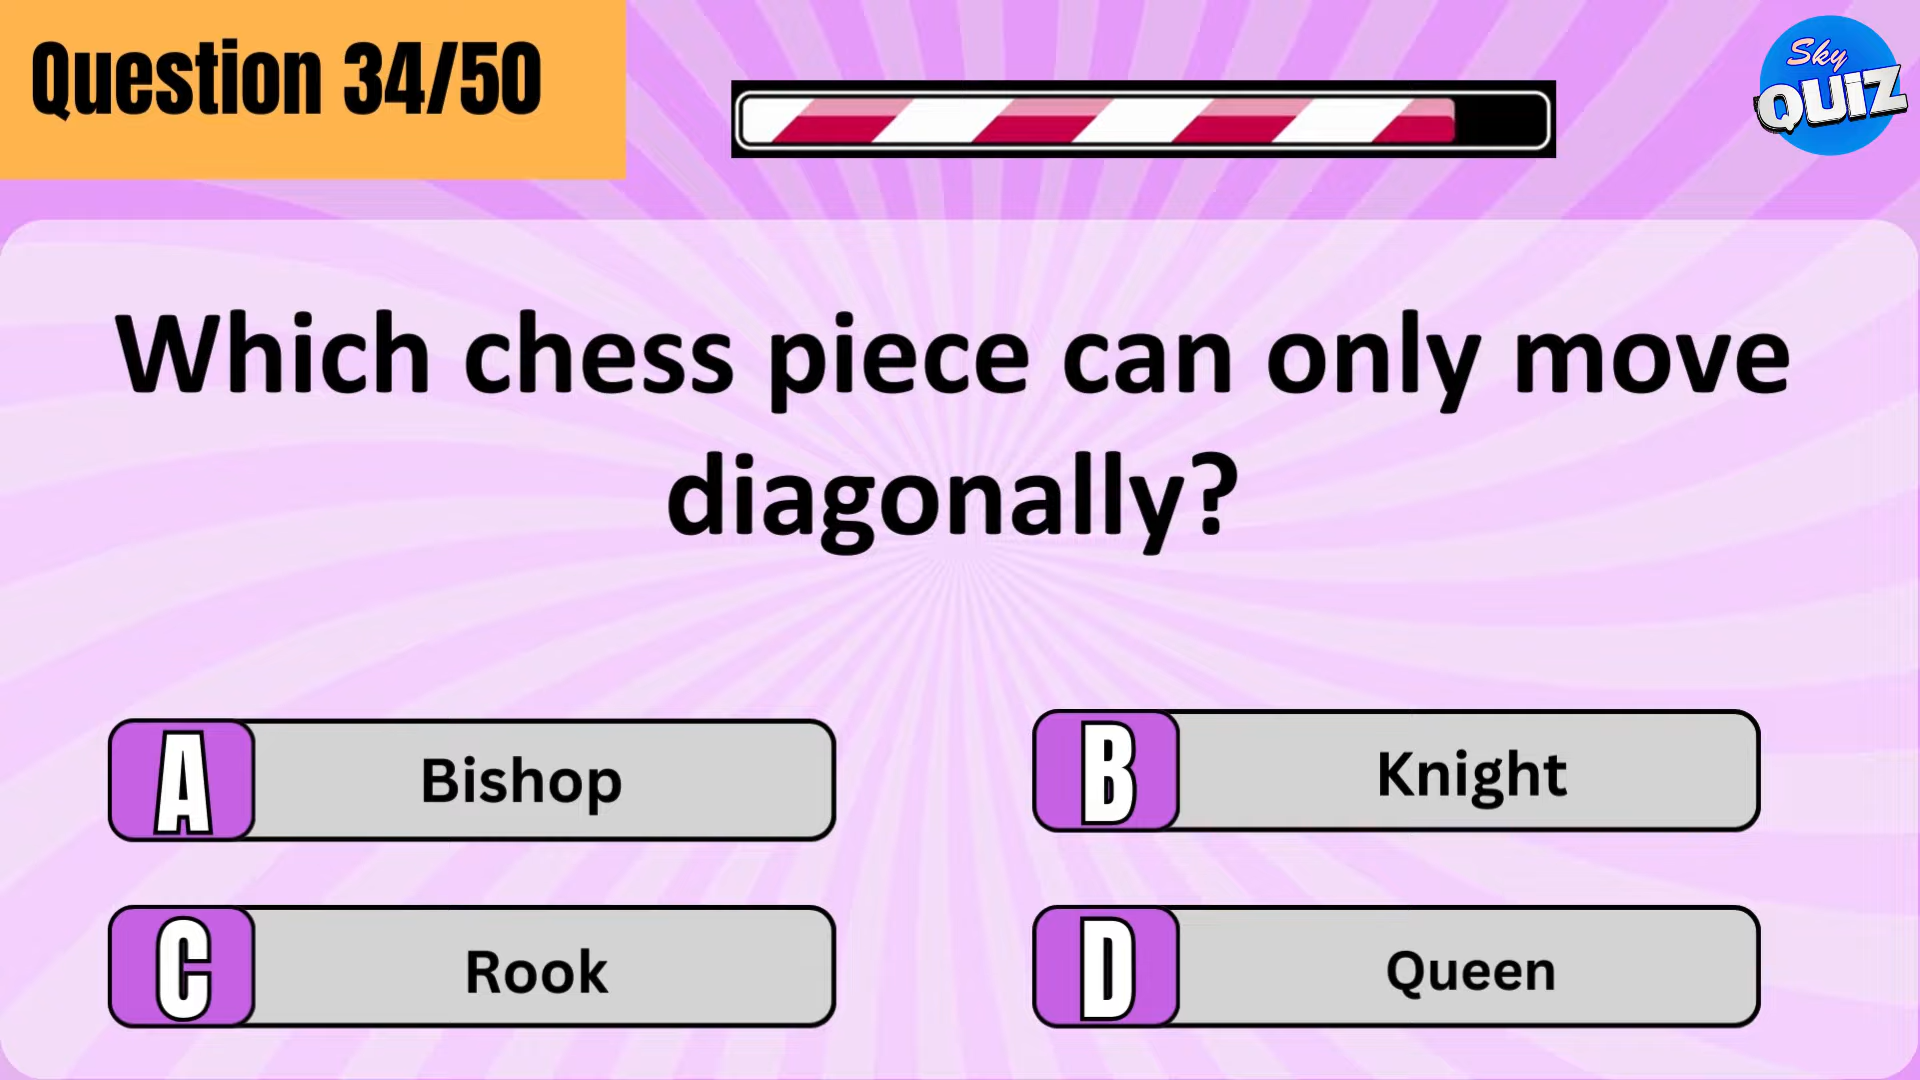 Question 34/50
Sky
QUIZ
Which chess piece can only move
diagonally?
A Bishop
B Knight
C Rook
D Queen